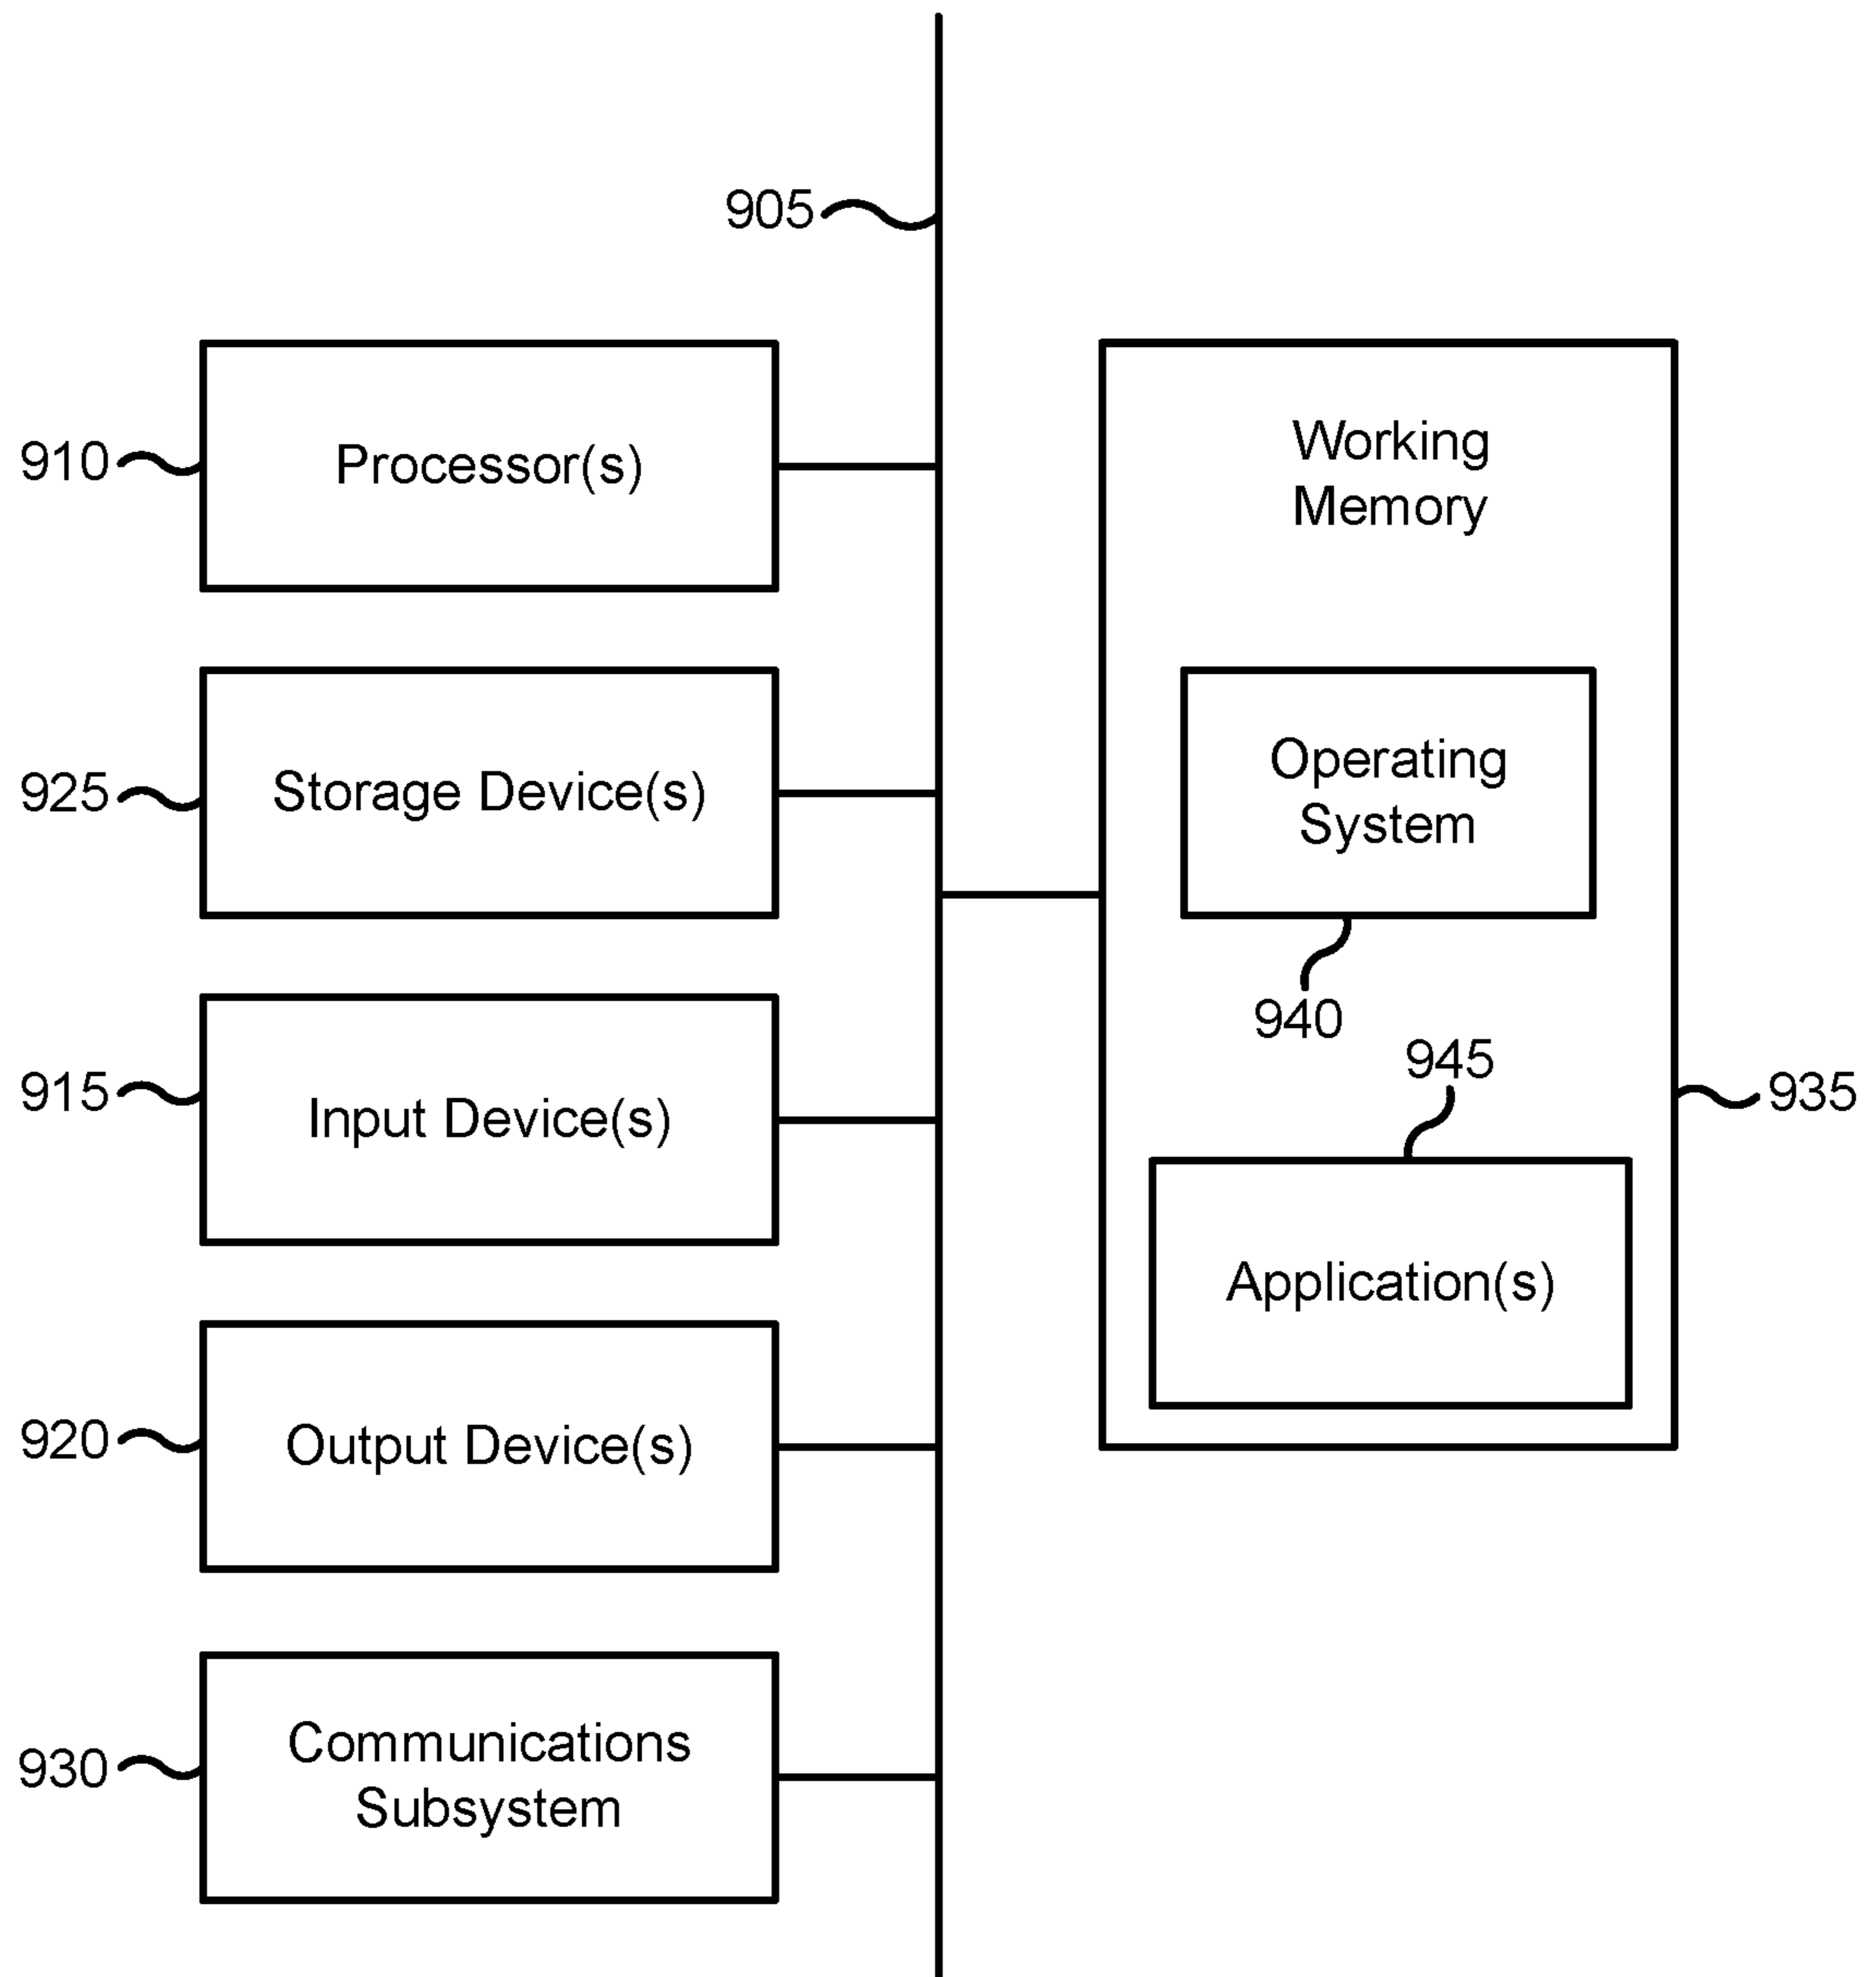 905
910
Processor(s)
925
Storage Device(s)
915
Input Device(s)
920
Output Device(s)
930
Communications
Subsystem
Working
Memory
Operating
System
940
945
935
Application(s)